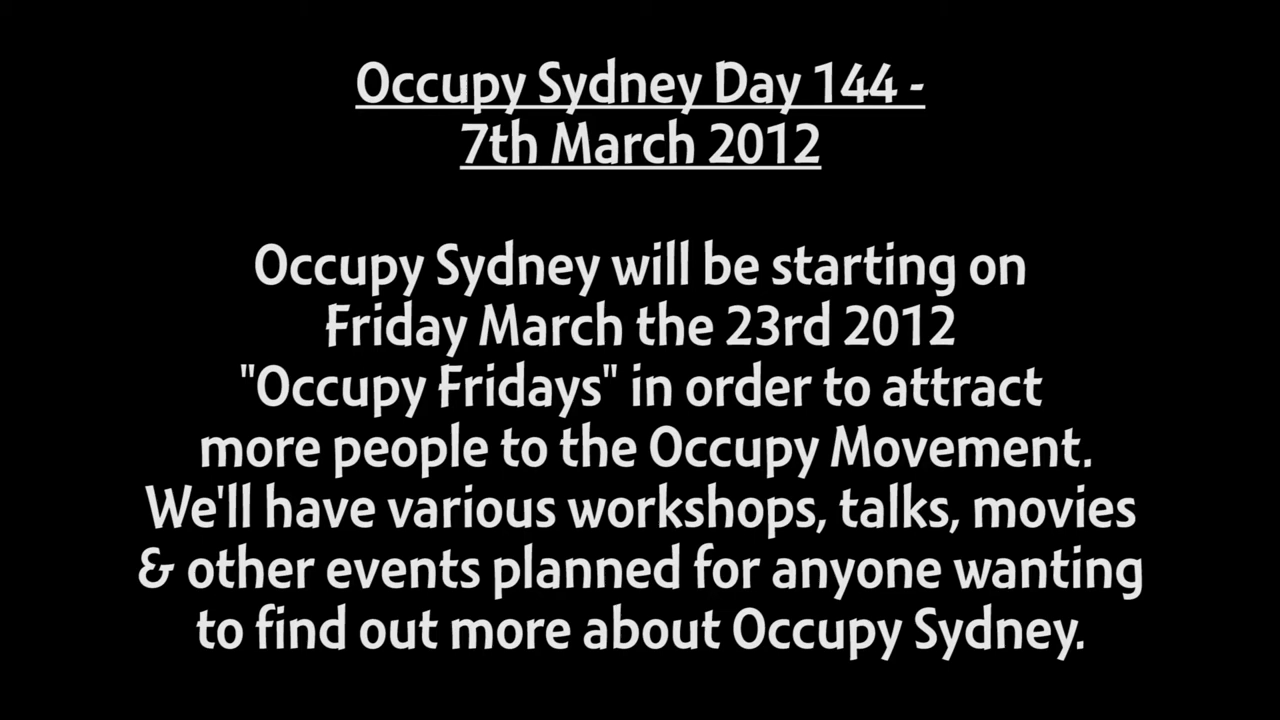 Occupy Sydney Day 144 -
7th March 2012
Occupy Sydney will be starting on
Friday March the 23rd 2012
"Occupy Fridays" in order to attract
more people to the Occupy Movement.
We'll have various workshops, talks, movies
& other events planned for anyone wanting
to find out more about Occupy Sydney.